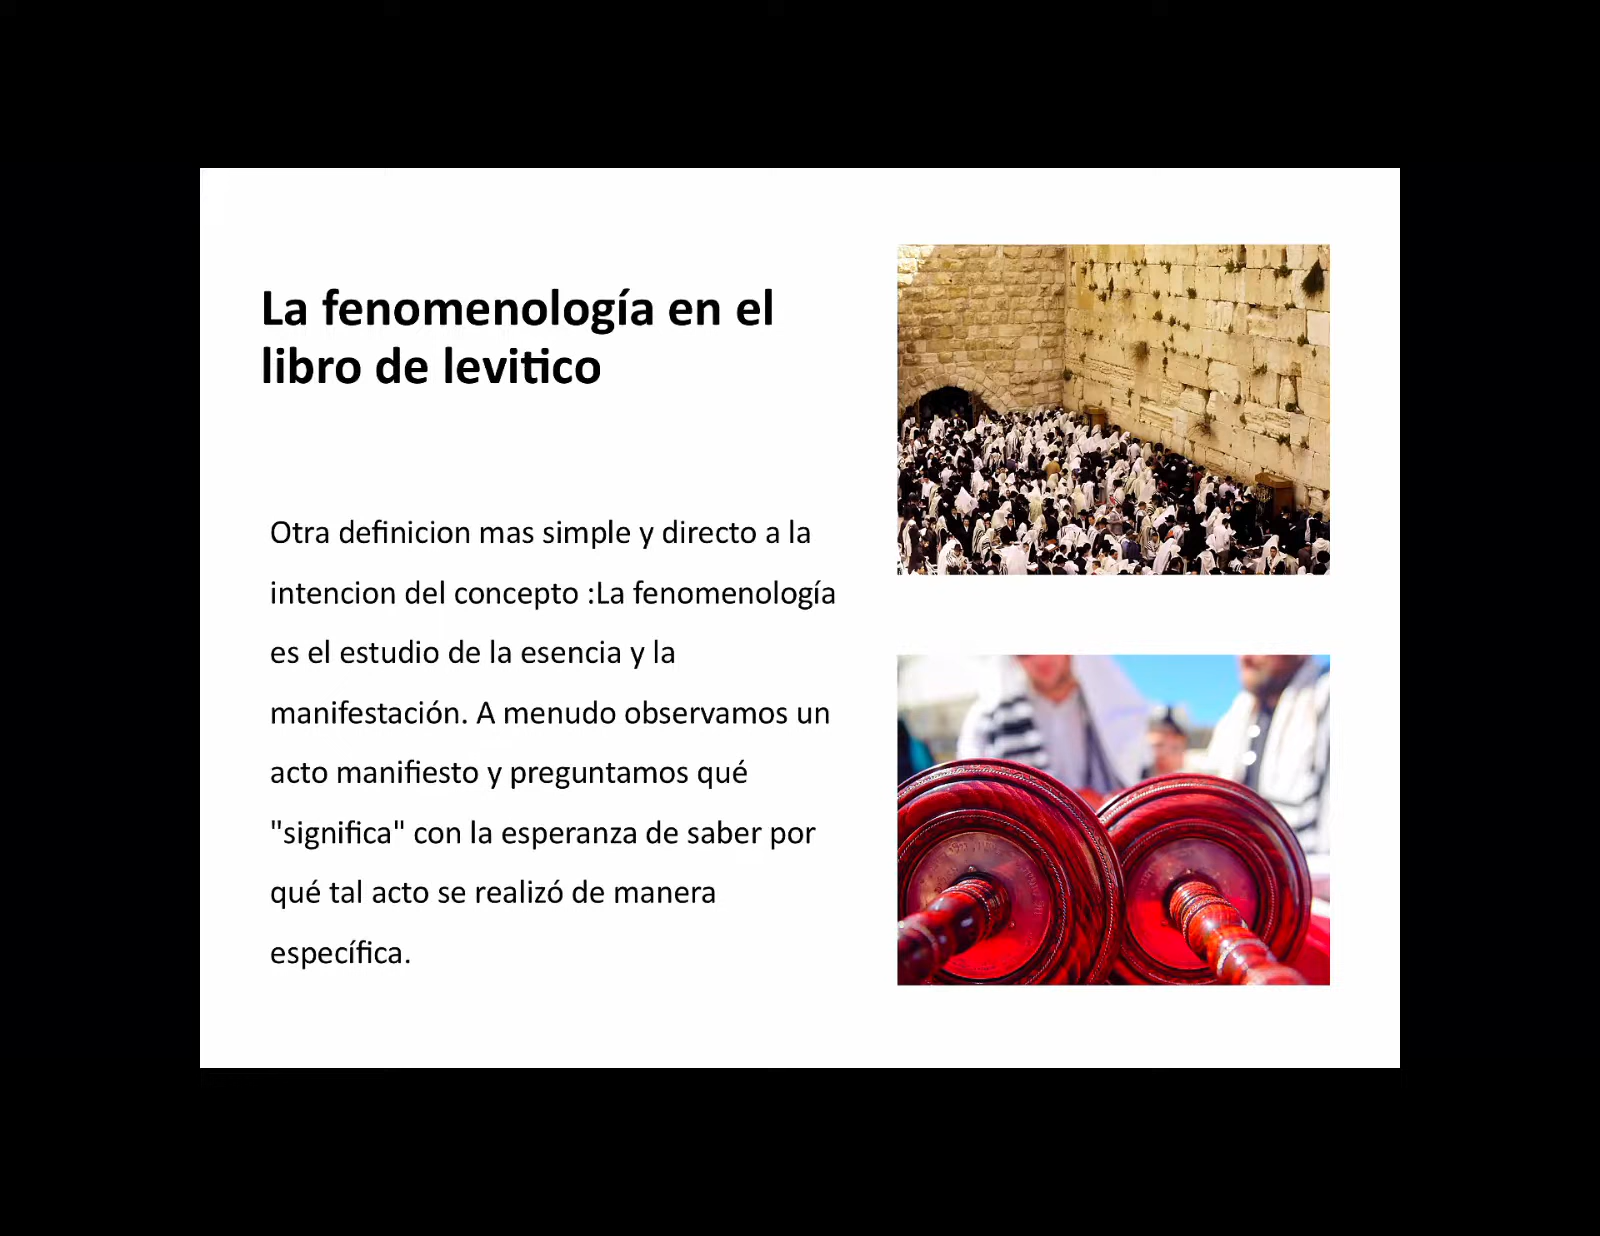 La fenomenología en el
libro de levitico
Otra definicion mas simple y directo a la
intencion del concepto :La fenomenología
es el estudio de la esencia y la
manifestación. A menudo observamos un
acto manifiesto y preguntamos qué
"significa" con la esperanza de saber por
qué tal acto se realizó de manera
específica.